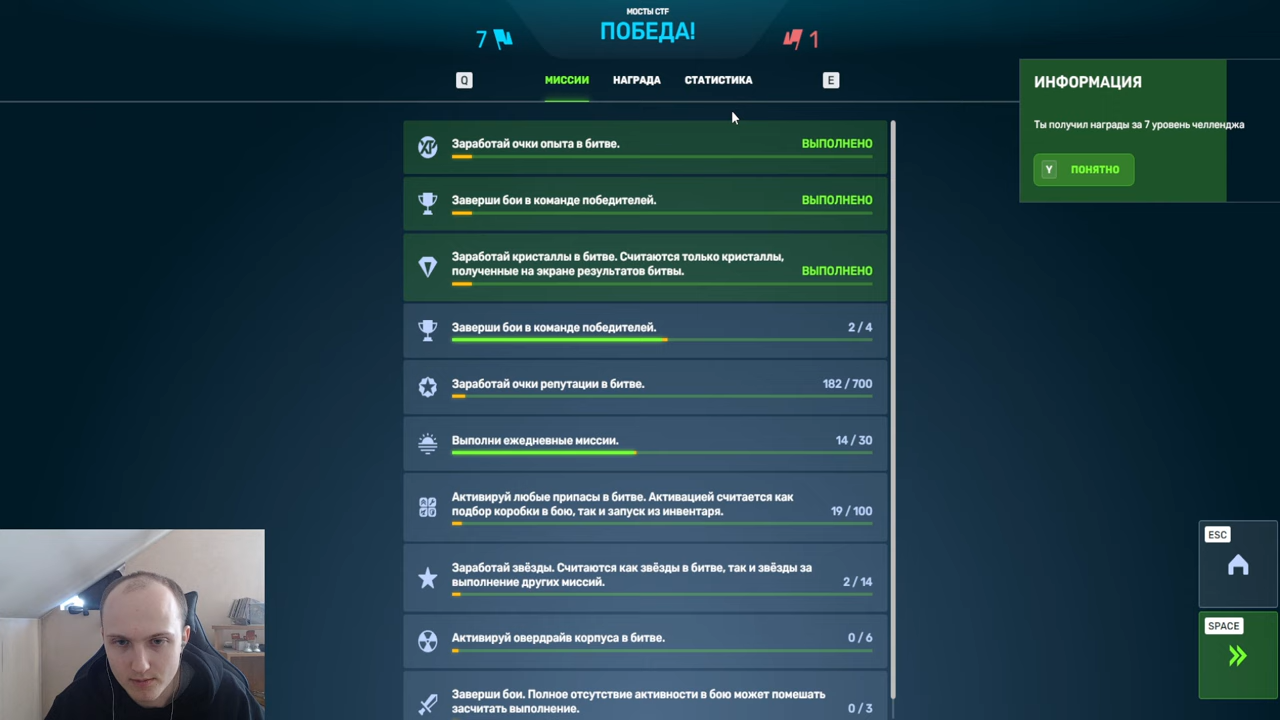 МОСТЫ CTF
ПОБЕДА!
7
1
Q
МИССИИ
НАГРАДА
СТАТИСТИКА
E
ИНФОРМАЦИЯ
Ты получил награды за 7 уровень челленджа
Y
ПОНЯТНО
XP
Заработай очки опыта в битве.
ВЫПОЛНЕНО
Заверши бои в команде победителей.
ВЫПОЛНЕНО
Заработай кристаллы в битве. Считаются только кристаллы,
полученные на экране результатов битвы.
ВЫПОЛНЕНО
Заверши бои в команде победителей.
2 / 4
Заработай очки репутации в битве.
182 / 700
Выполни ежедневные миссии.
14 / 30
Активируй любые припасы в битве. Активацией считается как
подбор коробки в бою, так и запуск из инвентаря.
19 / 100
Заработай звёзды. Считаются как звёзды в битве, так и звёзды за
выполнение других миссий.
2 / 14
Активируй овердрайв корпуса в битве.
0 / 6
Заверши бои. Полное отсутствие активности в бою может помешать
засчитать выполнение.
0 / 3
ESC
SPACE